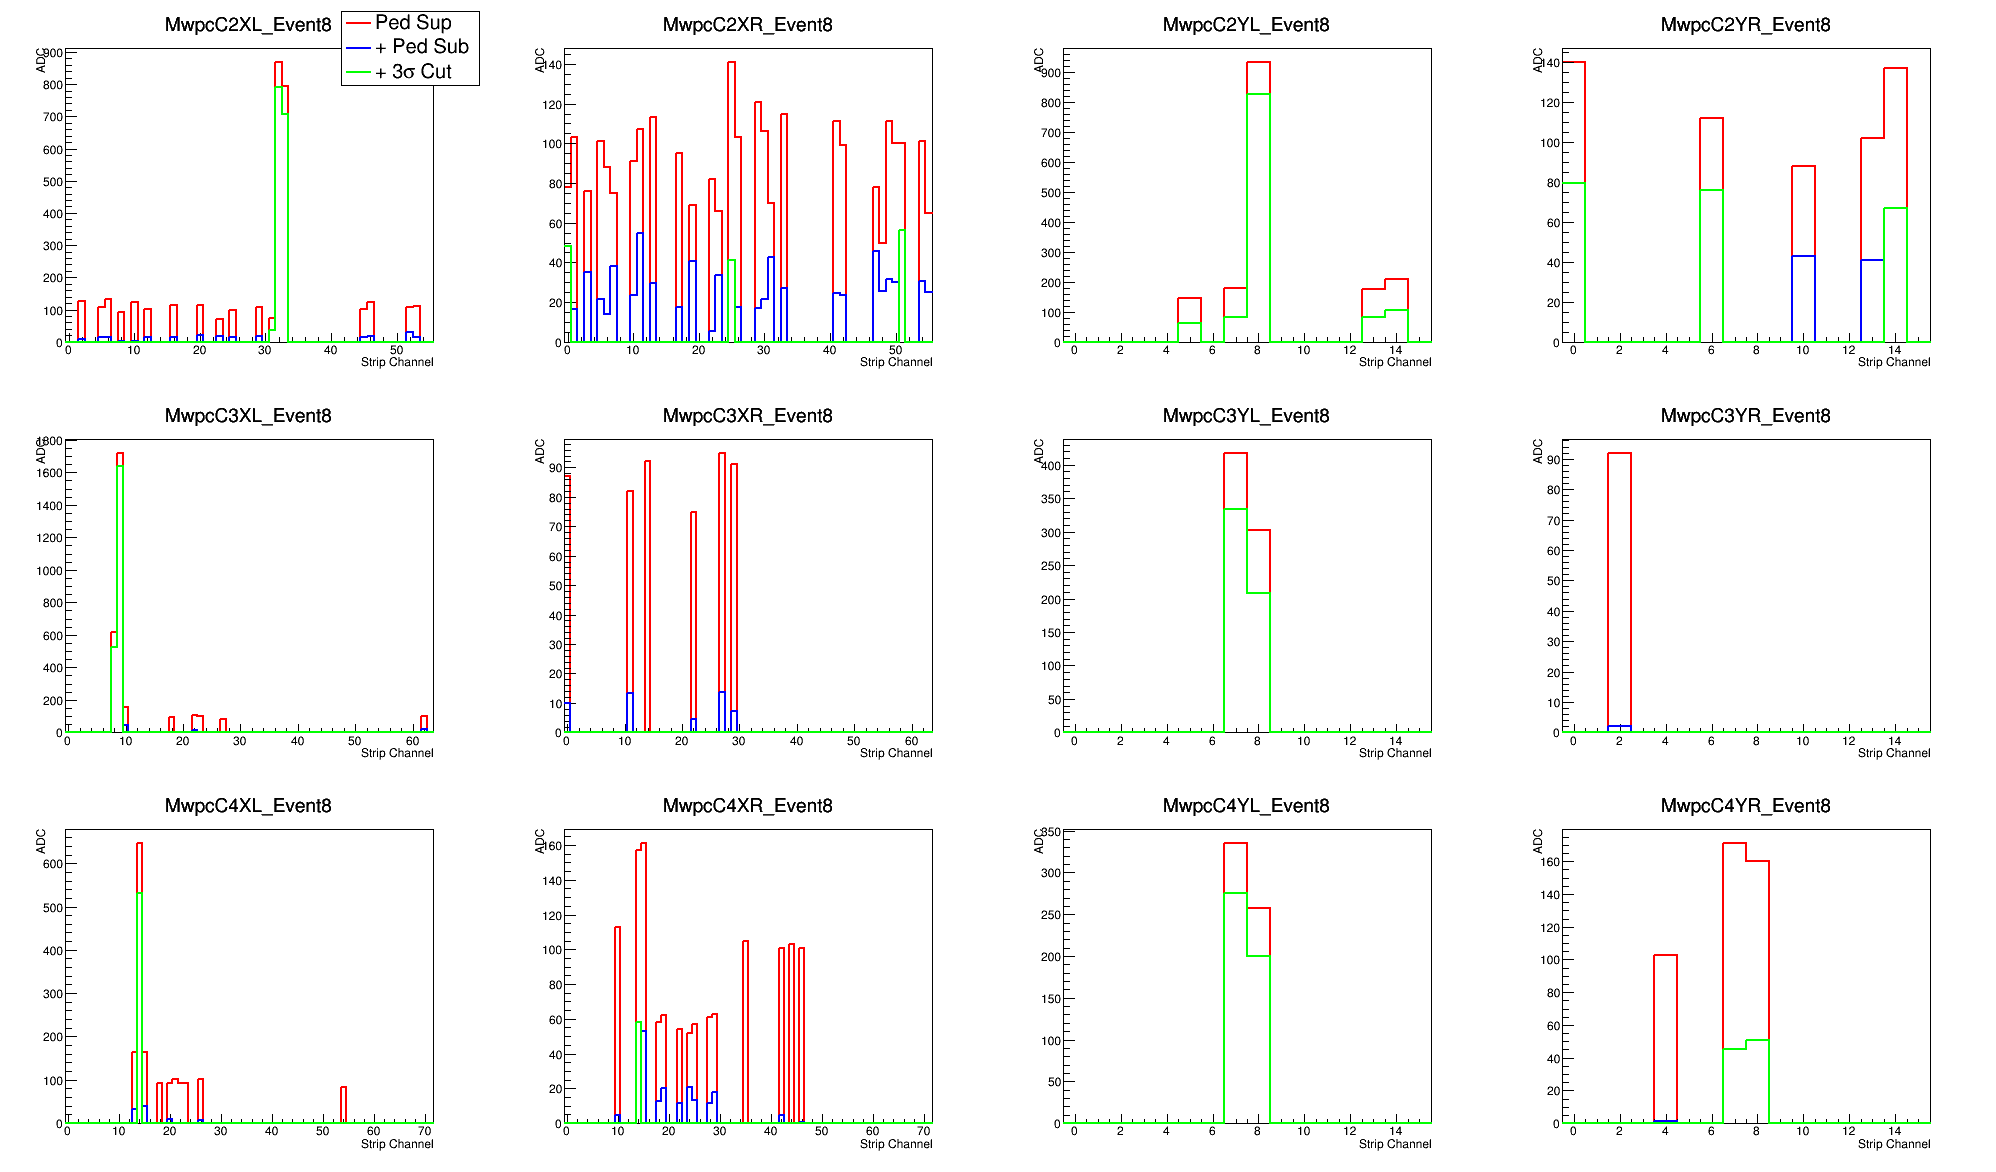 MwpcC2XL_Event8
Ped Sup
+ Ped Sub
+ 3σ Cut
ADC
900
800
700
600
500
400
300
200
100
0
0 10 20 30 40 50
Strip Channel
MwpcC2XR_Event8
ADC
140
120
100
80
60
40
20
0
0 10 20 30 40 50
Strip Channel
MwpcC2YL_Event8
ADC
900
800
700
600
500
400
300
200
100
0
0 2 4 6 8 10 12 14
Strip Channel
MwpcC2YR_Event8
ADC
140
120
100
80
60
40
20
0
0 2 4 6 8 10 12 14
Strip Channel
MwpcC3XL_Event8
ADC
1800
1600
1400
1200
1000
800
600
400
200
0
0 10 20 30 40 50 60
Strip Channel
MwpcC3XR_Event8
ADC
90
80
70
60
50
40
30
20
10
0
0 10 20 30 40 50 60
Strip Channel
MwpcC3YL_Event8
ADC
400
350
300
250
200
150
100
50
0
0 2 4 6 8 10 12 14
Strip Channel
MwpcC3YR_Event8
ADC
90
80
70
60
50
40
30
20
10
0
0 2 4 6 8 10 12 14
Strip Channel
MwpcC4XL_Event8
ADC
600
500
400
300
200
100
0
0 10 20 30 40 50 60 70
Strip Channel
MwpcC4XR_Event8
ADC
160
140
120
100
80
60
40
20
0
0 10 20 30 40 50 60 70
Strip Channel
MwpcC4YL_Event8
ADC
350
300
250
200
150
100
50
0
0 2 4 6 8 10 12 14
Strip Channel
MwpcC4YR_Event8
ADC
160
140
120
100
80
60
40
20
0
0 2 4 6 8 10 12 14
Strip Channel